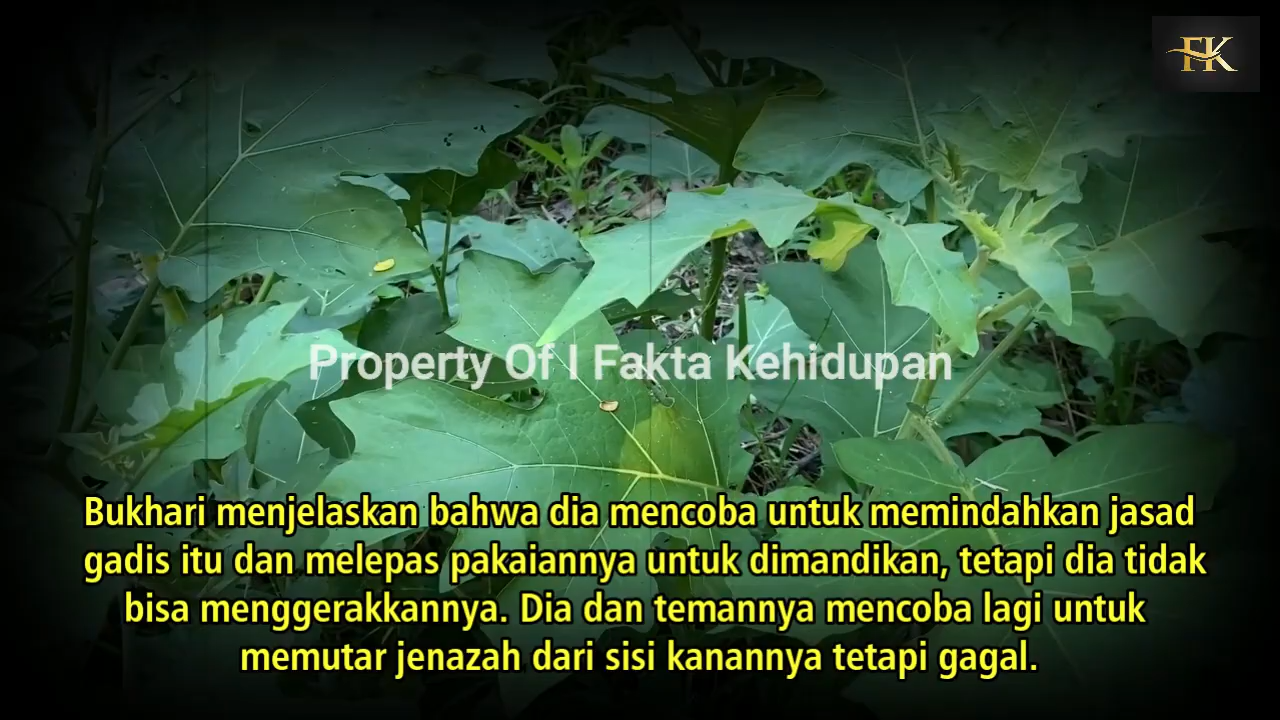 FK
Property Of I Fakta Kehidupan
Bukhari menjelaskan bahwa dia mencoba untuk memindahkan jasad
gadis itu dan melepas pakaiannya untuk dimandikan, tetapi dia tidak
bisa menggerakkannya. Dia dan temannya mencoba lagi untuk
memutar jenazah dari sisi kanannya tetapi gagal.